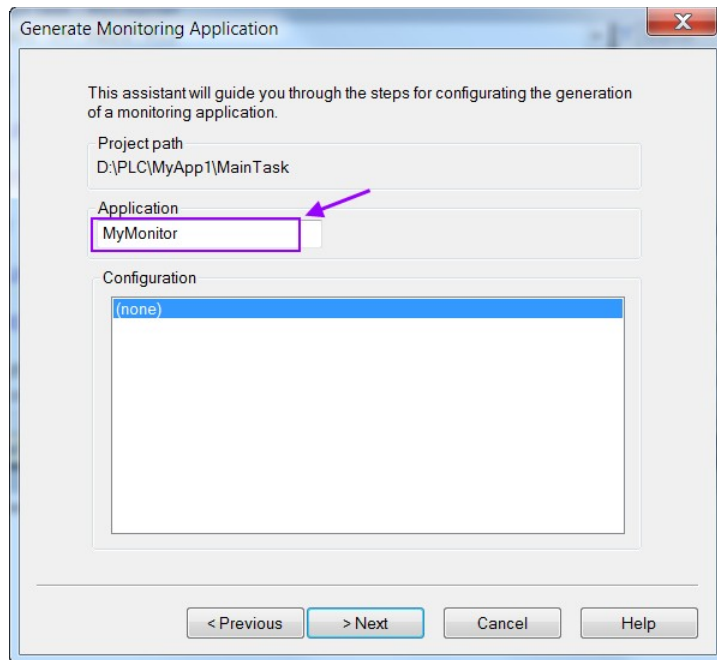 Generate Monitoring Application
This assistant will guide you through the steps for configurating the generation
of a monitoring application.
Project path
D:\PLC\MyApp1\MainTask
Application
MyMonitor
Configuration
(none)
< Previous
> Next
Cancel
Help